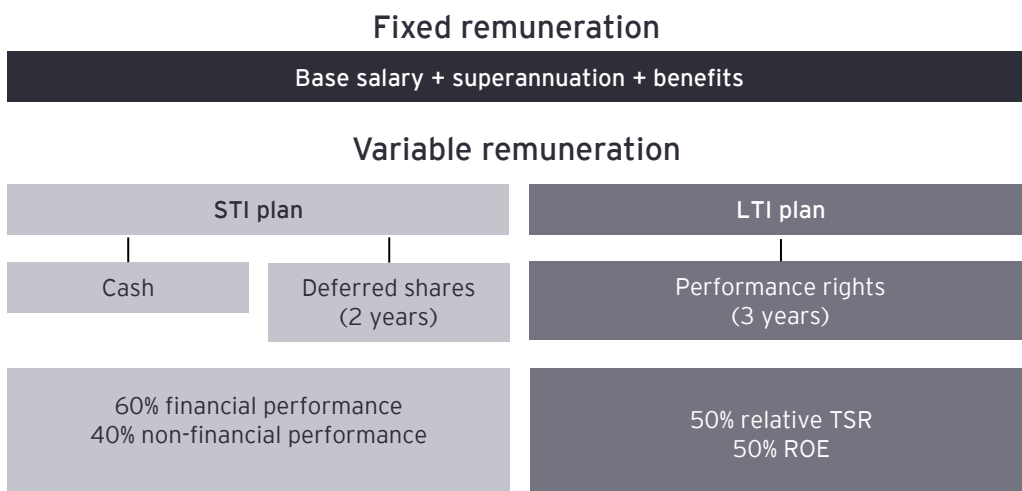 Fixed remuneration
Base salary + superannuation + benefits
Variable remuneration
STI plan
LTI plan
Cash
Deferred shares
(2 years)
Performance rights
(3 years)
60% financial performance
40% non-financial performance
50% relative TSR
50% ROE